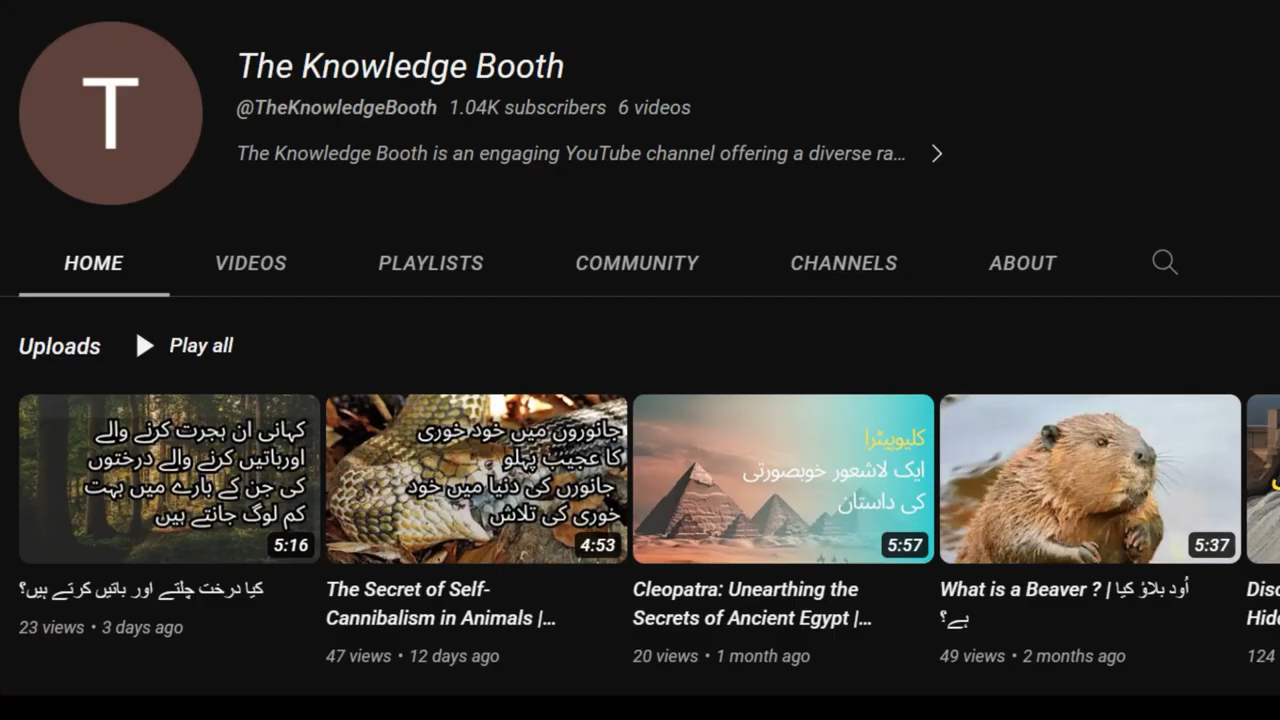 T
The Knowledge Booth
@TheKnowledgeBooth 1.04K subscribers 6 videos
The Knowledge Booth is an engaging YouTube channel offering a diverse ra...
HOME VIDEOS PLAYLISTS COMMUNITY CHANNELS ABOUT
Uploads Play all
کہانی ان ہجرت کرنے والے
اورباتیں کرنے والے درختوں
کی جن کے بارے میں بہت
کم لوگ جانتے ہیں
5:16
کیا درخت چلتے اور باتیں کرتے ہیں؟
23 views • 3 days ago
جانوروں میں خود خوری
کا عجیب پہلو
جانورں کی دنیا میں خود
خوری کی تلاش
4:53
The Secret of Self-
Cannibalism in Animals |...
47 views • 12 days ago
کلیوپیٹرا
ایک لاشعور خوبصورتی
کی داستان
5:57
Cleopatra: Unearthing the
Secrets of Ancient Egypt |...
20 views • 1 month ago
5:37
What is a Beaver ? | اُود بلاؤ کیا
ہے؟
49 views • 2 months ago
124